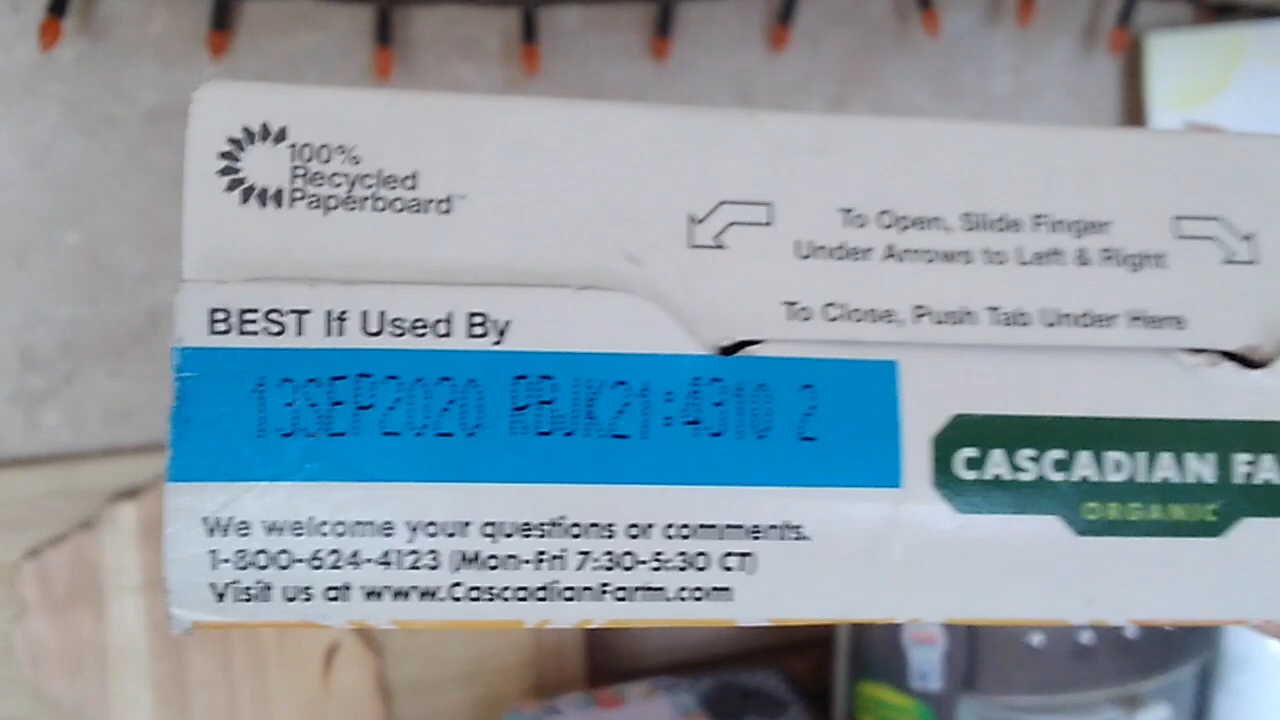 100%
Recycled
Paperboard™
To Open, Slide Finger
Under Arrows to Left & Right
To Close, Push Tab Under Here
BEST If Used By
13SEP2020 RBJK21:4310 2
CASCADIAN FA
ORGANIC
We welcome your questions or comments.
1-800-624-4123 (Mon-Fri 7:30-5:30 CT)
Visit us at www.CascadianFarm.com